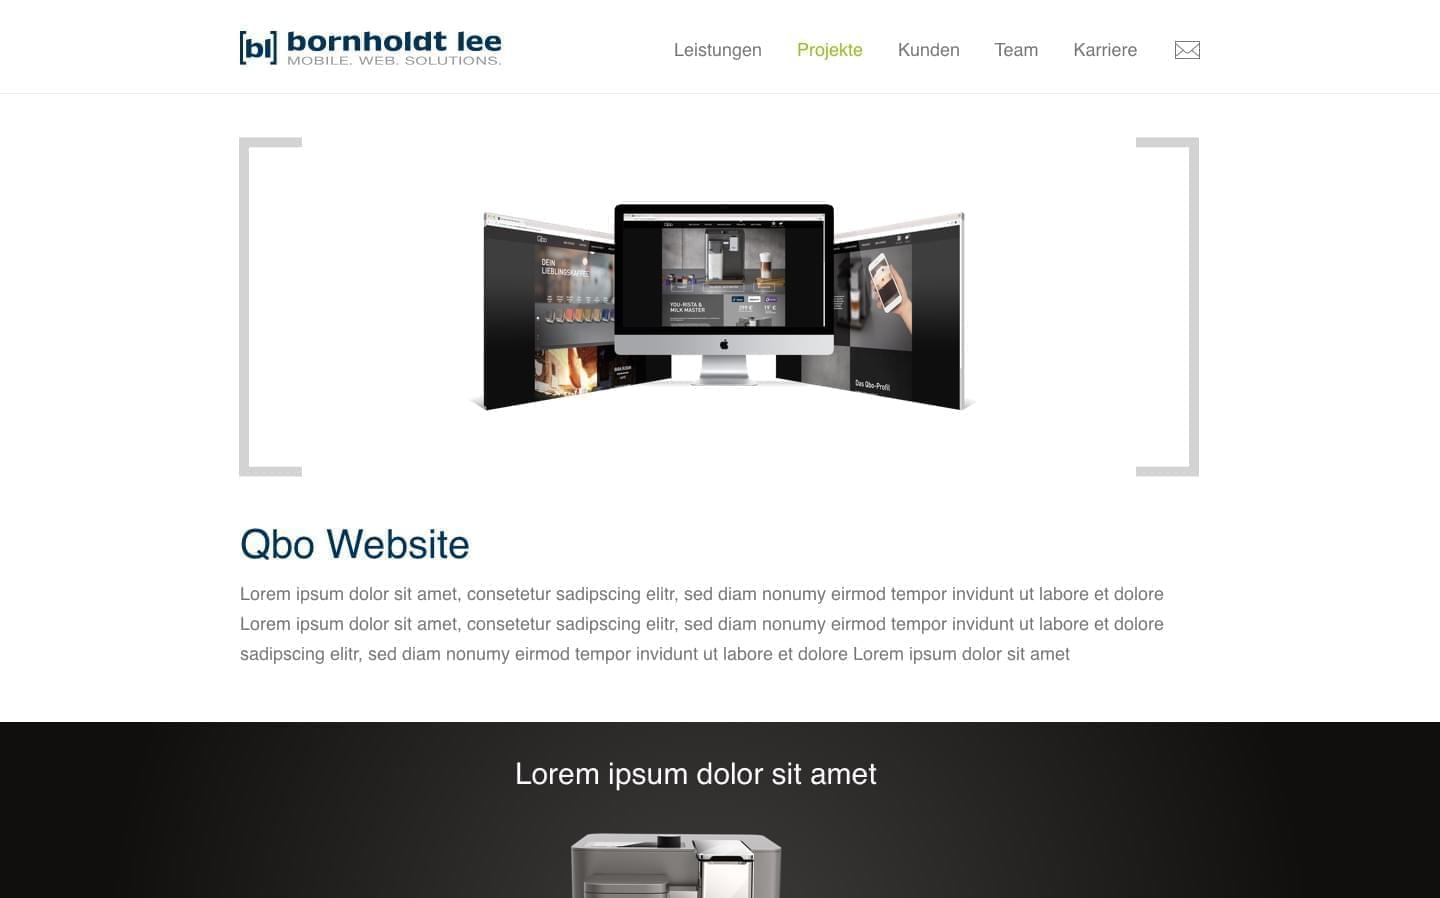 [bl] bornholdt lee
MOBILE. WEB. SOLUTIONS.
Leistungen Projekte Kunden Team Karriere
Qbo
DEIN
LIEBLINGSKAFFEE
Qbo
YOU-RISTA &
MILK MASTER
Das Qbo-Profil
Qbo Website
Lorem ipsum dolor sit amet, consetetur sadipscing elitr, sed diam nonumy eirmod tempor invidunt ut labore et dolore
Lorem ipsum dolor sit amet, consetetur sadipscing elitr, sed diam nonumy eirmod tempor invidunt ut labore et dolore
sadipscing elitr, sed diam nonumy eirmod tempor invidunt ut labore et dolore Lorem ipsum dolor sit amet
Lorem ipsum dolor sit amet